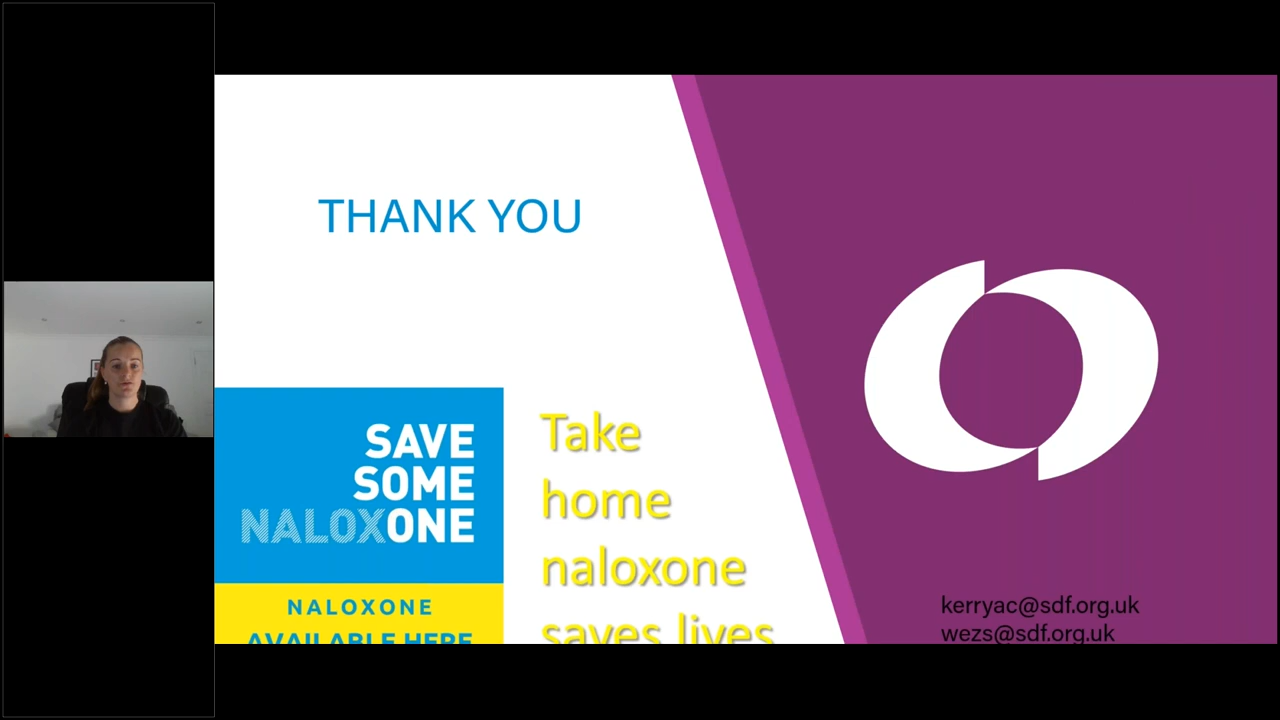 THANK YOU
SAVE
SOME
NALOXONE
NALOXONE
AVAILABLE HERE
Take
home
naloxone
saves lives
kerryac@sdf.org.uk
wezs@sdf.org.uk